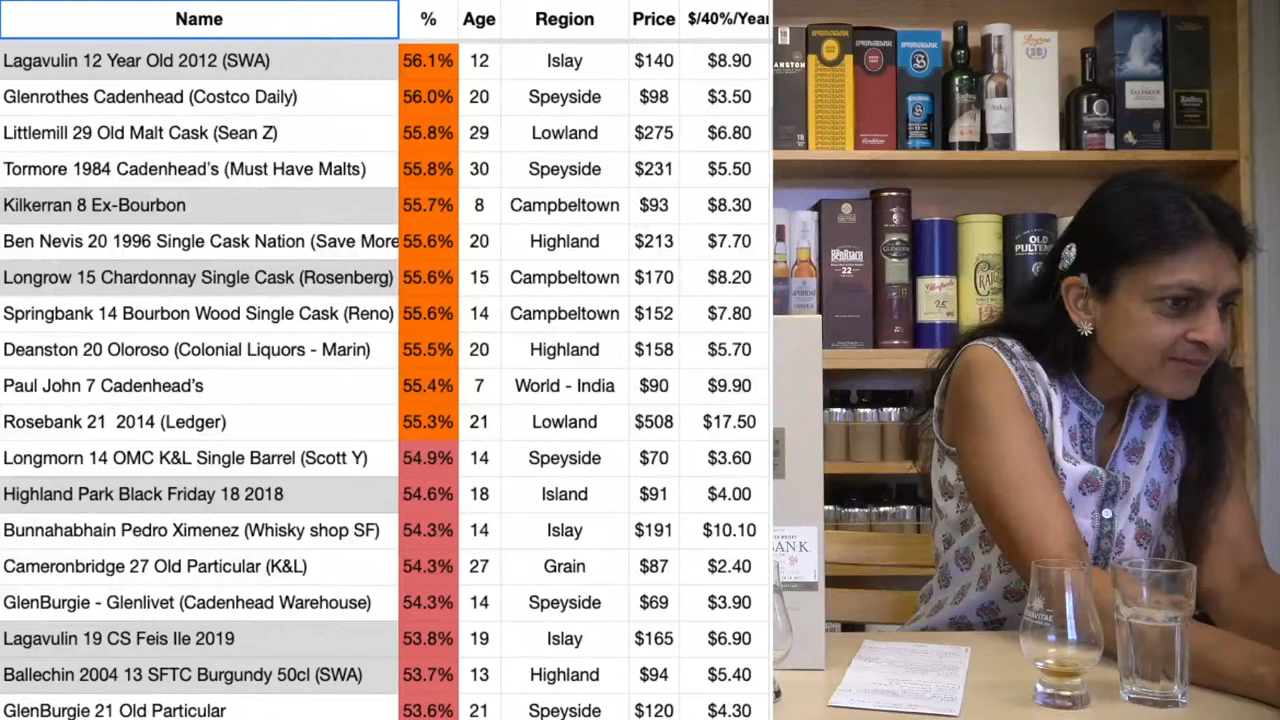 Name % Age Region Price $/40%/Year
Lagavulin 12 Year Old 2012 (SWA) 56.1% 12 Islay $140 $8.90
Glenrothes Cadenhead (Costco Daily) 56.0% 20 Speyside $98 $3.50
Littlemill 29 Old Malt Cask (Sean Z) 55.8% 29 Lowland $275 $6.80
Tormore 1984 Cadenhead's (Must Have Malts) 55.8% 30 Speyside $231 $5.50
Kilkerran 8 Ex-Bourbon 55.7% 8 Campbeltown $93 $8.30
Ben Nevis 20 1996 Single Cask Nation (Save More 55.6% 20 Highland $213 $7.70
Longrow 15 Charonnay Single Cask (Rosenberg) 55.6% 15 Campbeltown $170 $8.20
Springbank 14 Bourbon Wood Single Cask (Reno) 55.6% 14 Campbeltown $152 $7.80
Deanston 20 Oloroso (Colonial Liquors - Marin) 55.5% 20 Highland $158 $5.70
Paul John 7 Cadenhead's 55.4% 7 World - India $90 $9.90
Rosebank 21 2014 (Ledger) 55.3% 21 Lowland $508 $17.50
Longmorn 14 OMC K&L Single Barrel (Scott Y) 54.9% 14 Speyside $70 $3.60
Highland Park Black Friday 18 2018 54.6% 18 Island $91 $4.00
Bunnahabhain Pedro Ximenez (Whisky shop SF) 54.3% 14 Islay $191 $10.10
Cameronbridge 27 Old Particular (K&L) 54.3% 27 Grain $87 $2.40
GlenBurgie - Glenlivet (Cadenhead Warehouse) 54.3% 14 Speyside $69 $3.90
Lagavulin 19 CS Feis Ile 2019 53.8% 19 Islay $165 $6.90
Ballechin 2004 13 SFTC Burgundy 50cl (SWA) 53.7% 13 Highland $94 $5.40
GlenBurgie 21 Old Particular 53.6% 21 Speyside $120 $4.30
18
ANSTON
SPRINGBANK
SPRINGBANK
SPRINGBANK
TALISKER
18
BENRIACH
22
OLD
PULTENEY
25
ANK